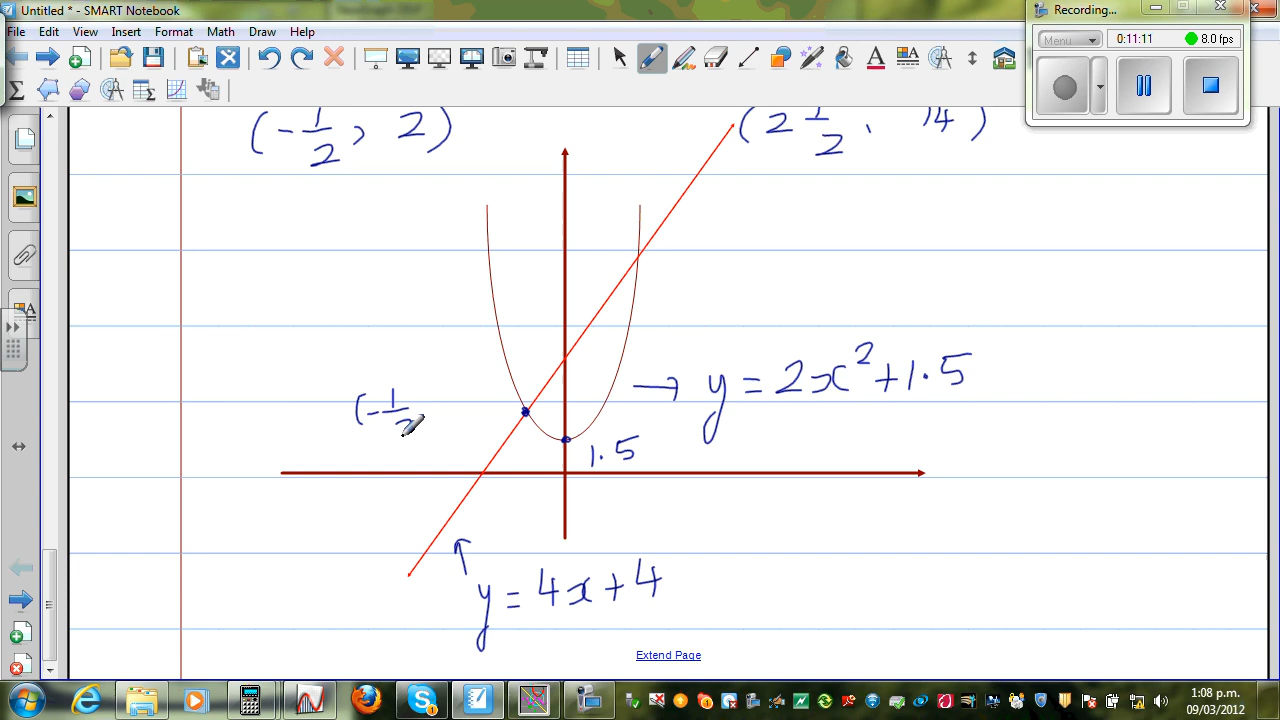 Untitled * - SMART Notebook
Recording...
File Edit View Insert Format Math Draw Help
Menu
0:11:11
8.0 fps
(-1/2, 2)
(2 1/2, 14)
y = 2x² + 1.5
(-1/2
1.5
y = 4x + 4
Extend Page
1:08 p.m.
09/03/2012